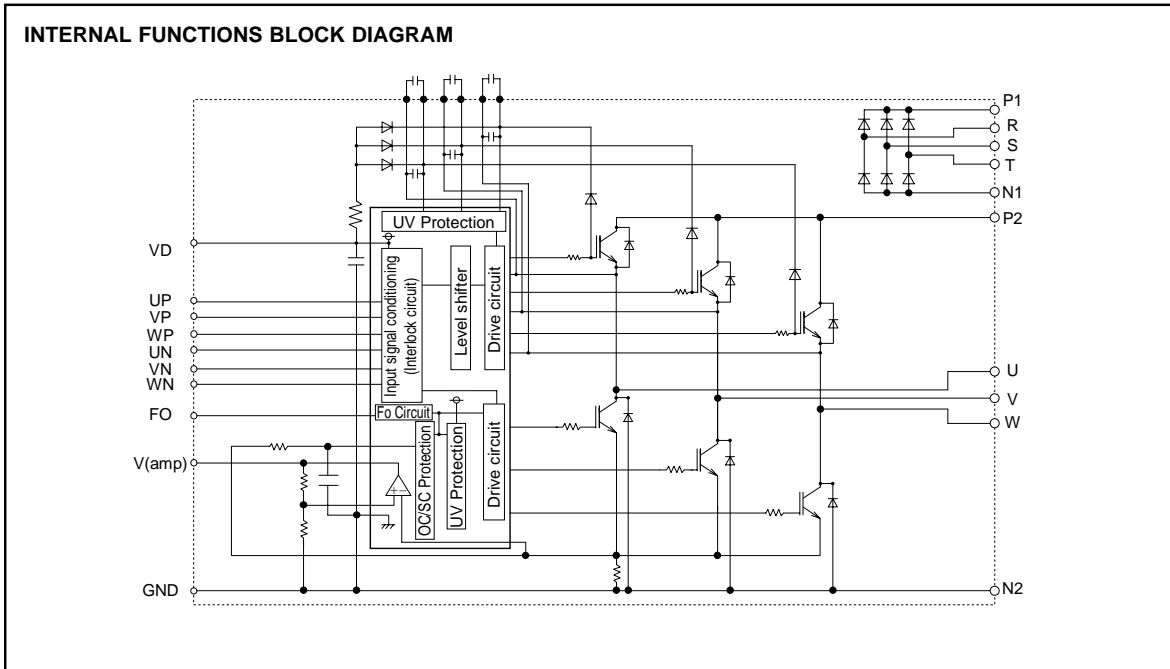 INTERNAL FUNCTIONS BLOCK DIAGRAM
P1
R
S
T
N1
P2
UV Protection
VD
Input signal conditioning
(Interlock circuit)
Level shifter
Drive circuit
UP
VP
WP
UN
VN
WN
U
V
W
FO
Fo Circuit
OC/SC Protection
UV Protection
Drive circuit
V(amp)
+
−
GND
N2